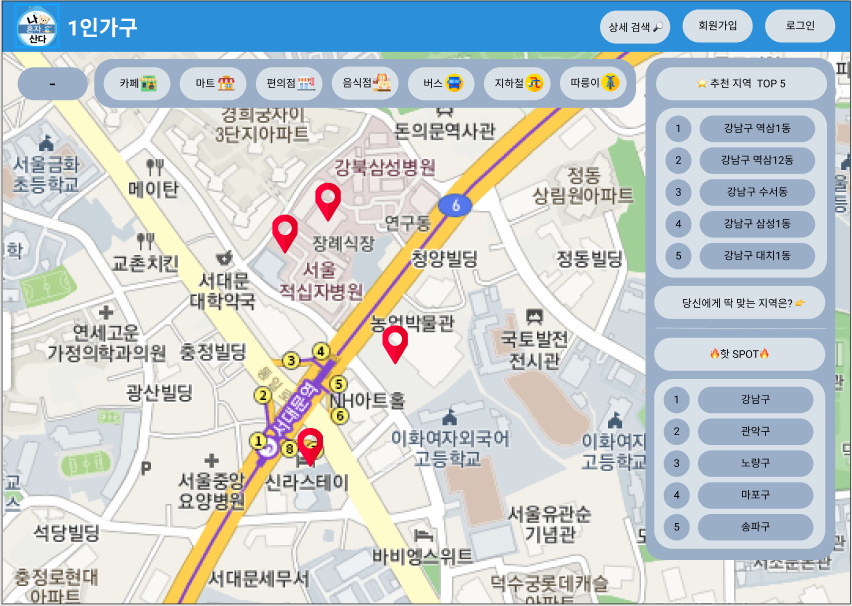 나
혼자
산다
1인가구
상세 검색
회원가입
로그인
-
카페
마트
편의점
음식점
버스
지하철
따릉이
추천 지역 TOP 5
1 강남구 역삼1동
2 강남구 역삼12동
3 강남구 수서동
4 강남구 삼성1동
5 강남구 대치1동
당신에게 딱 맞는 지역은?
핫 SPOT
1 강남구
2 관악구
3 노량구
4 마포구
5 송파구
경희궁자이
3단지아파트
돈의문역사관
서울금화
초등학교
메이탄
강북삼성병원
정동
상림원아파트
6
연구동
장례식장
청양빌딩
정동빌딩
교촌치킨
서대문
대학약국
서울
적십자병원
농업박물관
국토발전
전시관
연세고운
가정의학과의원
충정빌딩
광산빌딩
3
4
2
5
6
1
8
5
서대문역
NH아트홀
이화여자외국어
고등학교
이화여자
고등학
P
서울중앙
요양병원
신라스테이
서울유관순
기념관
석당빌딩
바비엥스위트
충정로현대
아파트
서대문세무서
덕수궁롯데캐슬
아파트